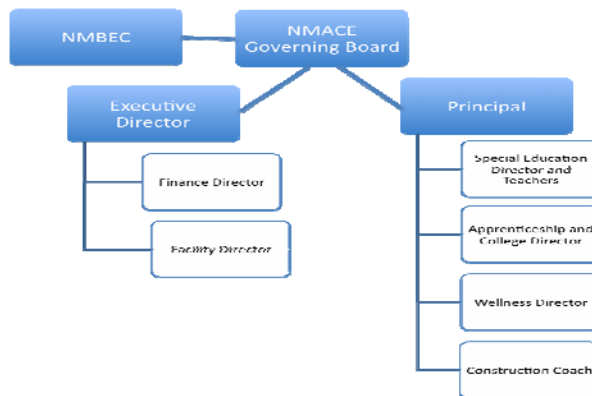 NMBEC
NMACE
Governing Board
Executive
Director
Principal
Finance Director
Facility Director
Special Education
Director and
Teachers
Apprenticeship and
College Director
Wellness Director
Construction Coach